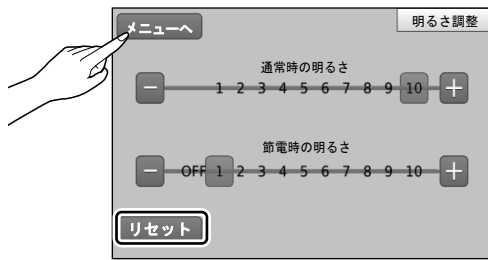 メニューへ
明るさ調整
通常時の明るさ
− 1 2 3 4 5 6 7 8 9 10 +
節電時の明るさ
− OFF 1 2 3 4 5 6 7 8 9 10 +
リセット